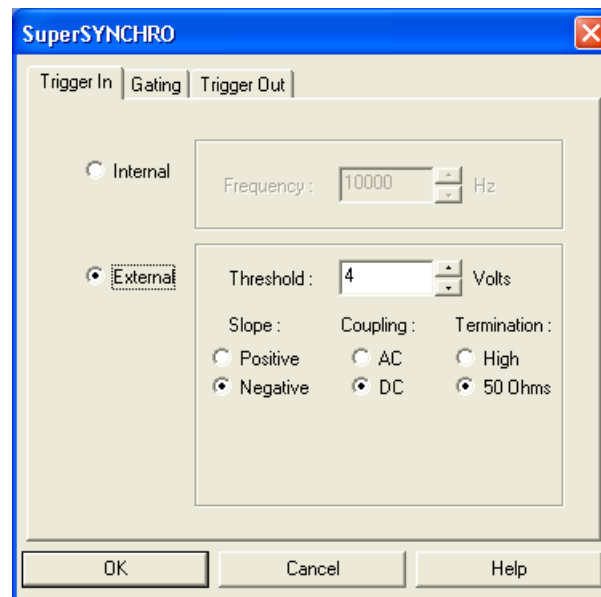 SuperSYNCHRO
Trigger In Gating Trigger Out
Internal
Frequency : 10000 Hz
External
Threshold : 4 Volts
Slope : Coupling : Termination :
Positive AC High
Negative DC 50 Ohms
OK Cancel Help